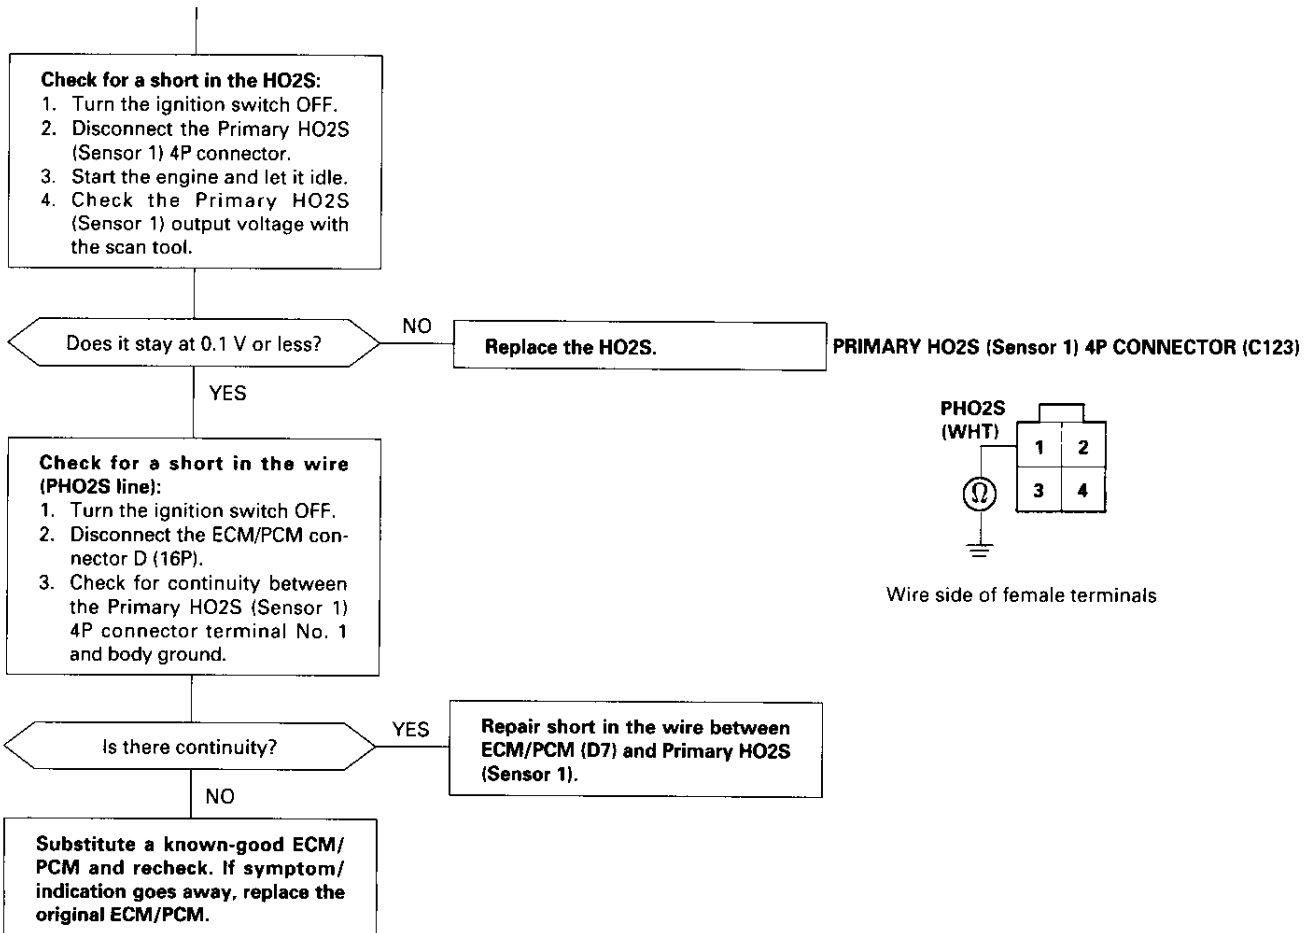 Check for a short in the HO2S:
1. Turn the ignition switch OFF.
2. Disconnect the Primary HO2S
(Sensor 1) 4P connector.
3. Start the engine and let it idle.
4. Check the Primary HO2S
(Sensor 1) output voltage with
the scan tool.
Does it stay at 0.1 V or less?
NO
Replace the HO2S.
YES
Check for a short in the wire
(PHO2S line):
1. Turn the ignition switch OFF.
2. Disconnect the ECM/PCM con-
nector D (16P).
3. Check for continuity between
the Primary HO2S (Sensor 1)
4P connector terminal No. 1
and body ground.
Is there continuity?
YES
Repair short in the wire between
ECM/PCM (D7) and Primary HO2S
(Sensor 1).
NO
Substitute a known-good ECM/
PCM and recheck. If symptom/
indication goes away, replace the
original ECM/PCM.
PRIMARY HO2S (Sensor 1) 4P CONNECTOR (C123)
PHO2S
(WHT)
1 2
Ω
3 4
Wire side of female terminals